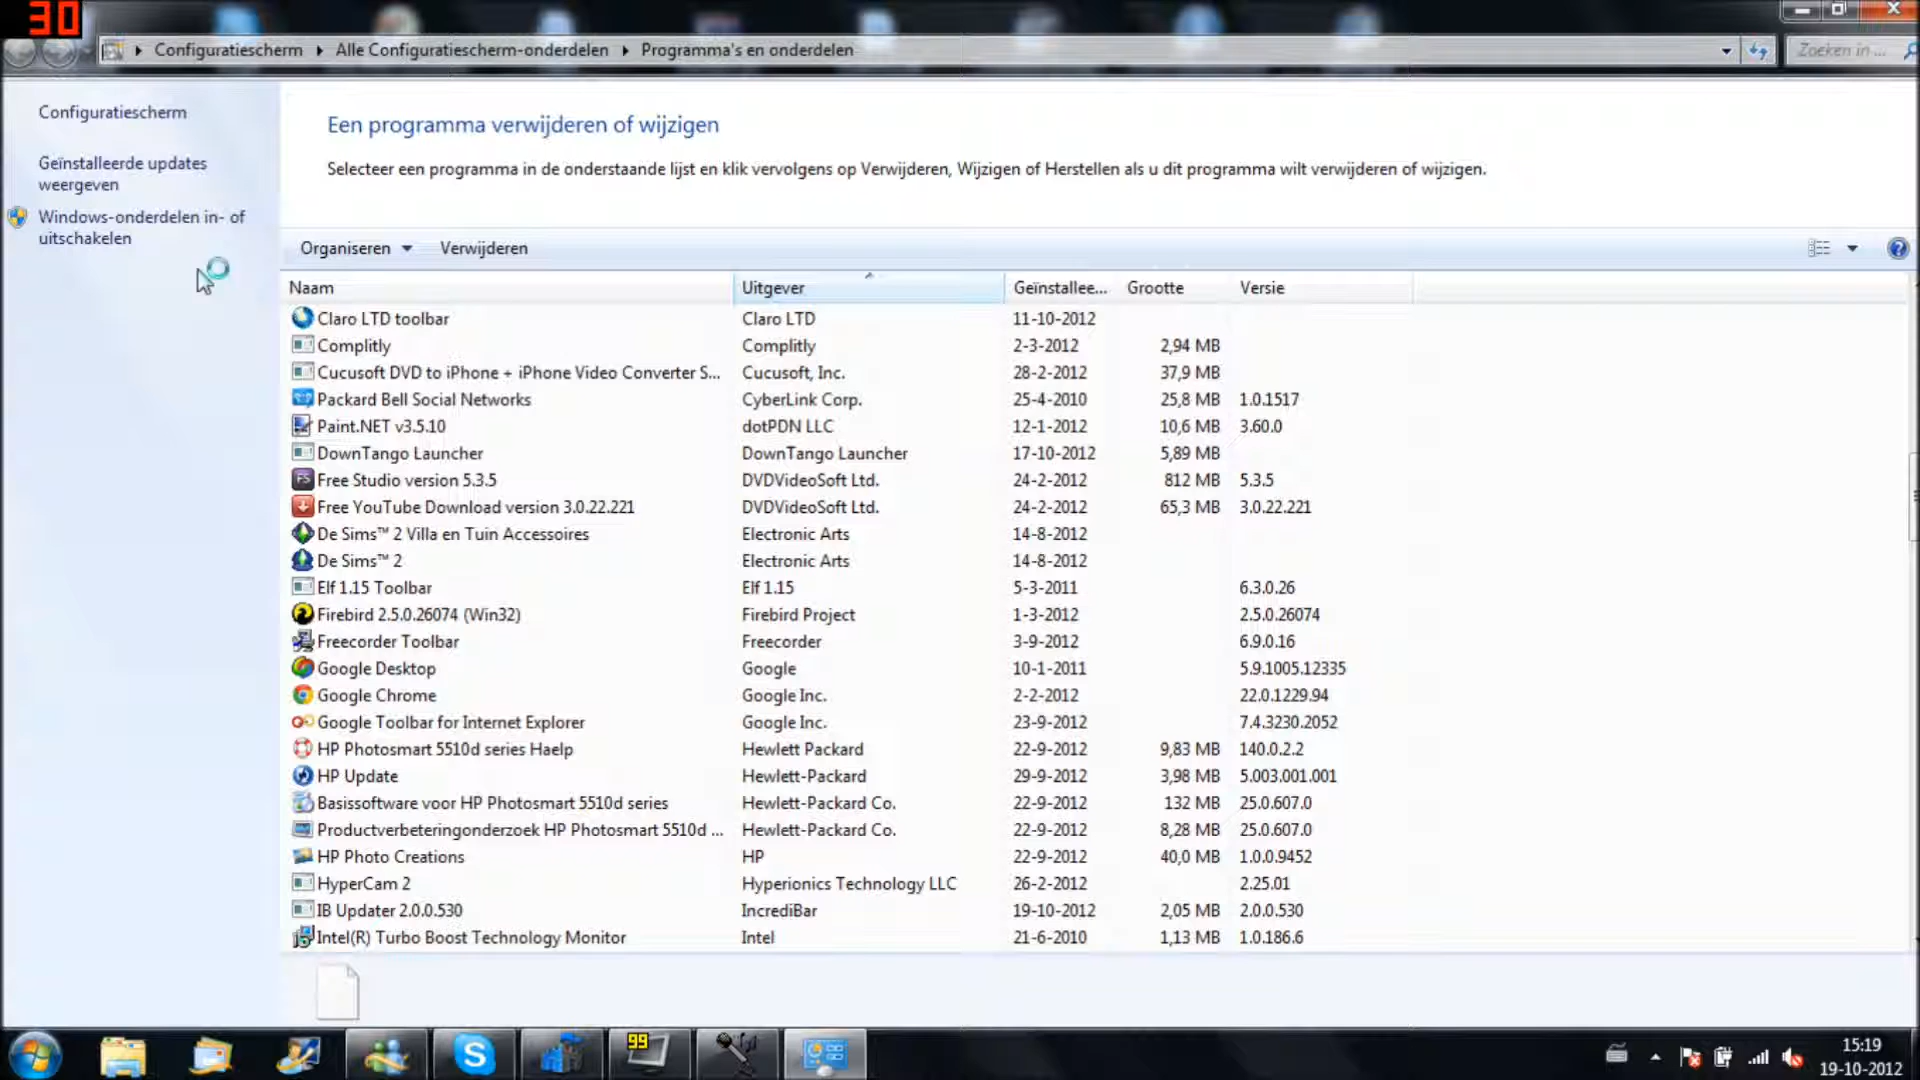 30
Configuratiescherm ▸ Alle Configuratiescherm-onderdelen ▸ Programma's en onderdelen
Zoeken in ...
Configuratiescherm
Geïnstalleerde updates
weergeven
Windows-onderdelen in- of
uitschakelen
Een programma verwijderen of wijzigen
Selecteer een programma in de onderstaande lijst en klik vervolgens op Verwijderen, Wijzigen of Herstellen als u dit programma wilt verwijderen of wijzigen.
Organiseren Verwijderen
Naam Uitgever Geïnstallee... Grootte Versie
Claro LTD toolbar Claro LTD 11-10-2012
Complitly Complitly 2-3-2012 2,94 MB
Cucusoft DVD to iPhone + iPhone Video Converter S... Cucusoft, Inc. 28-2-2012 37,9 MB
Packard Bell Social Networks CyberLink Corp. 25-4-2010 25,8 MB 1.0.1517
Paint.NET v3.5.10 dotPDN LLC 12-1-2012 10,6 MB 3.60.0
DownTango Launcher DownTango Launcher 17-10-2012 5,89 MB
Free Studio version 5.3.5 DVDVideoSoft Ltd. 24-2-2012 812 MB 5.3.5
Free YouTube Download version 3.0.22.221 DVDVideoSoft Ltd. 24-2-2012 65,3 MB 3.0.22.221
De Sims™ 2 Villa en Tuin Accessoires Electronic Arts 14-8-2012
De Sims™ 2 Electronic Arts 14-8-2012
Elf 1.15 Toolbar Elf 1.15 5-3-2011 6.3.0.26
Firebird 2.5.0.26074 (Win32) Firebird Project 1-3-2012 2.5.0.26074
Freecorder Toolbar Freecorder 3-9-2012 6.9.0.16
Google Desktop Google 10-1-2011 5.9.1005.12335
Google Chrome Google Inc. 2-2-2012 22.0.1229.94
Google Toolbar for Internet Explorer Google Inc. 23-9-2012 7.4.3230.2052
HP Photosmart 5510d series Haelp Hewlett Packard 22-9-2012 9,83 MB 140.0.2.2
HP Update Hewlett-Packard 29-9-2012 3,98 MB 5.003.001.001
Basissoftware voor HP Photosmart 5510d series Hewlett-Packard Co. 22-9-2012 132 MB 25.0.607.0
Productverbeteringonderzoek HP Photosmart 5510d ... Hewlett-Packard Co. 22-9-2012 8,28 MB 25.0.607.0
HP Photo Creations HP 22-9-2012 40,0 MB 1.0.0.9452
HyperCam 2 Hyperionics Technology LLC 26-2-2012 2.25.01
IB Updater 2.0.0.530 IncrediBar 19-10-2012 2,05 MB 2.0.0.530
Intel(R) Turbo Boost Technology Monitor Intel 21-6-2010 1,13 MB 1.0.186.6
99
15:19
19-10-2012